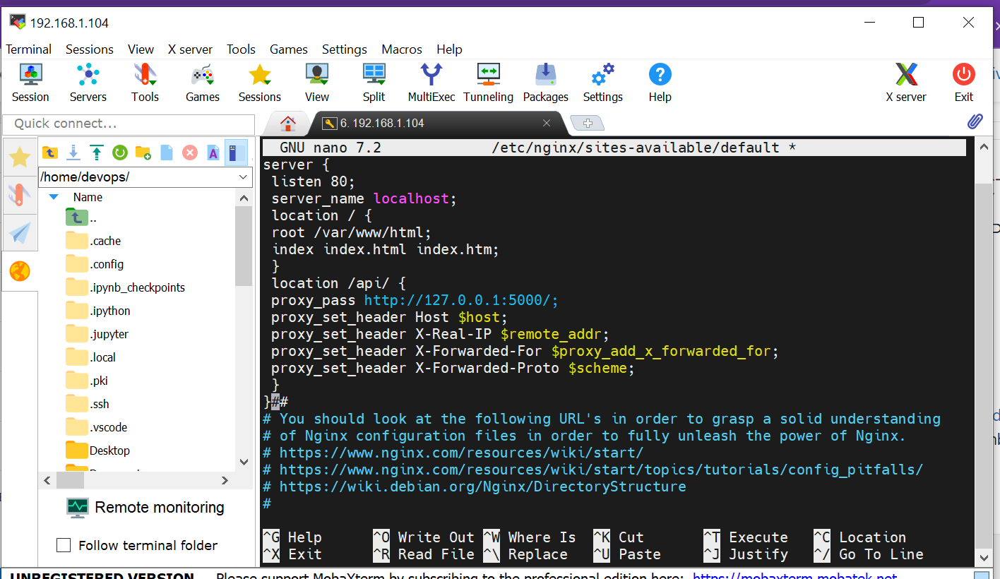 192.168.1.104
Terminal Sessions View X server Tools Games Settings Macros Help
Session Servers Tools Games Sessions View Split MultiExec Tunneling Packages Settings Help X server Exit
Quick connect...
6. 192.168.1.104
/home/devops/
Name
..
.cache
.config
.ipynb_checkpoints
.ipython
.jupyter
.local
.pki
.ssh
.vscode
Desktop
Remote monitoring
Follow terminal folder
GNU nano 7.2 /etc/nginx/sites-available/default *
server {
listen 80;
server_name localhost;
location / {
root /var/www/html;
index index.html index.htm;
}
location /api/ {
proxy_pass http://127.0.0.1:5000/;
proxy_set_header Host $host;
proxy_set_header X-Real-IP $remote_addr;
proxy_set_header X-Forwarded-For $proxy_add_x_forwarded_for;
proxy_set_header X-Forwarded-Proto $scheme;
}
}##
# You should look at the following URL's in order to grasp a solid understanding
# of Nginx configuration files in order to fully unleash the power of Nginx.
# https://www.nginx.com/resources/wiki/start/
# https://www.nginx.com/resources/wiki/start/topics/tutorials/config_pitfalls/
# https://wiki.debian.org/Nginx/DirectoryStructure
#
^G Help ^O Write Out ^W Where Is ^K Cut ^T Execute ^C Location
^X Exit ^R Read File ^\ Replace ^U Paste ^J Justify ^/ Go To Line
UNREGISTERED VERSION Please support MobaXterm by subscribing to the professional edition here: https://mobaxterm.mobatek.net